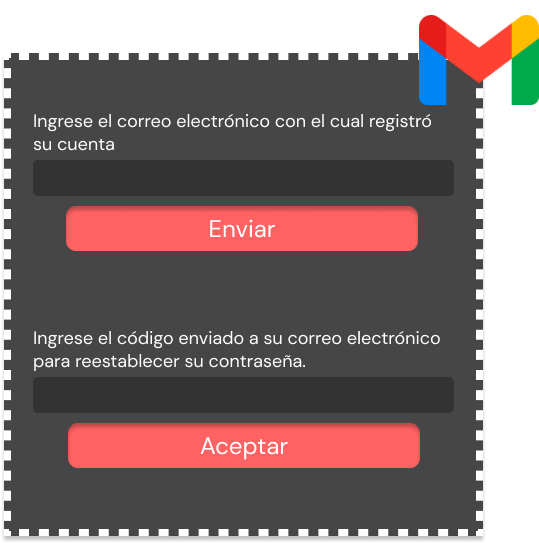 Ingrese el correo electrónico con el cual registró
su cuenta
Enviar
Ingrese el código enviado a su correo electrónico
para reestablecer su contraseña.
Aceptar